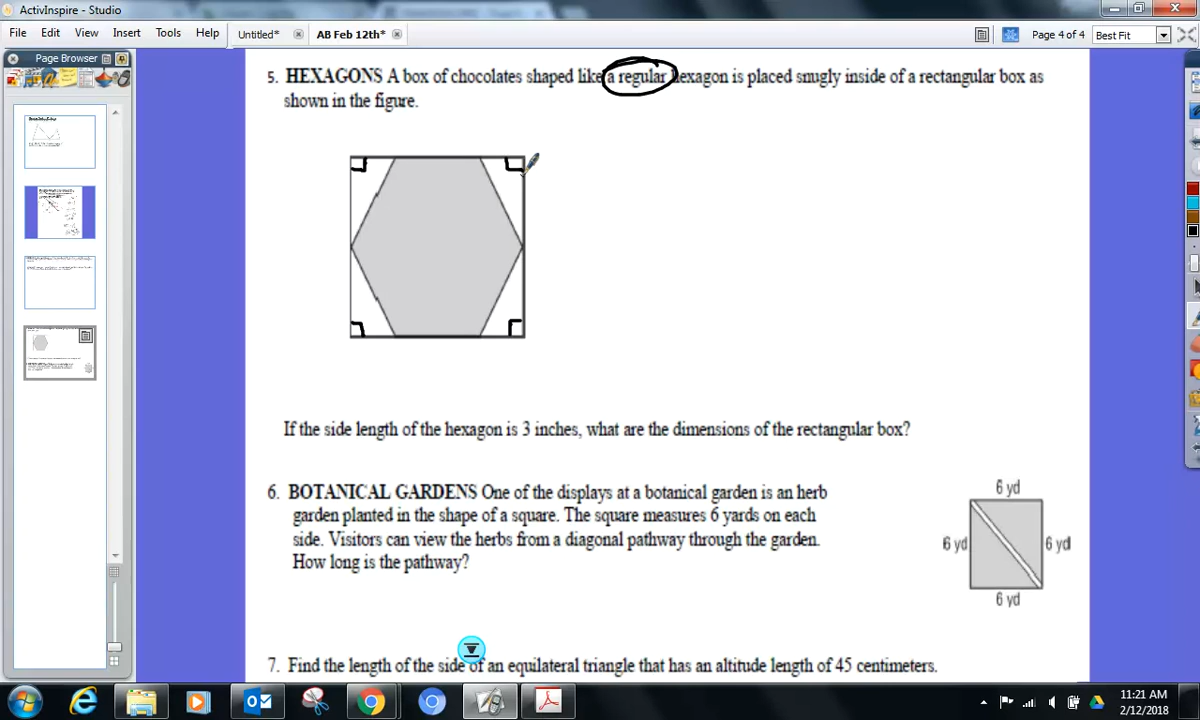 ActivInspire - Studio
File Edit View Insert Tools Help
Untitled* AB Feb 12th*
Page 4 of 4 Best Fit
Page Browser
5. HEXAGONS A box of chocolates shaped like a regular hexagon is placed snugly inside of a rectangular box as
shown in the figure.
If the side length of the hexagon is 3 inches, what are the dimensions of the rectangular box?
6. BOTANICAL GARDENS One of the displays at a botanical garden is an herb
garden planted in the shape of a square. The square measures 6 yards on each
side. Visitors can view the herbs from a diagonal pathway through the garden.
How long is the pathway?
6 yd
6 yd 6 yd
6 yd
7. Find the length of the side of an equilateral triangle that has an altitude length of 45 centimeters.
11:21 AM
2/12/2018